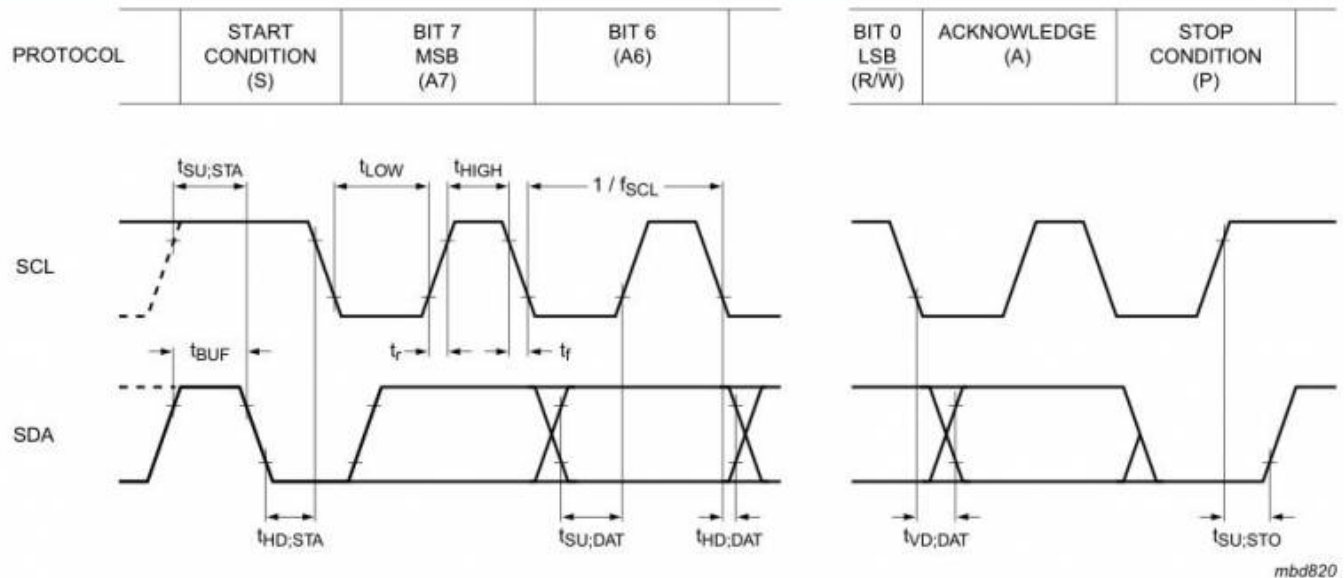 PROTOCOL
START
CONDITION
(S)
BIT 7
MSB
(A7)
BIT 6
(A6)
BIT 0
LSB
(R/W̅)
ACKNOWLEDGE
(A)
STOP
CONDITION
(P)
tSU;STA
tLOW
tHIGH
1 / fSCL
SCL
tBUF
tr
tf
SDA
tHD;STA
tSU;DAT
tHD;DAT
tVD;DAT
tSU;STO
mbd820